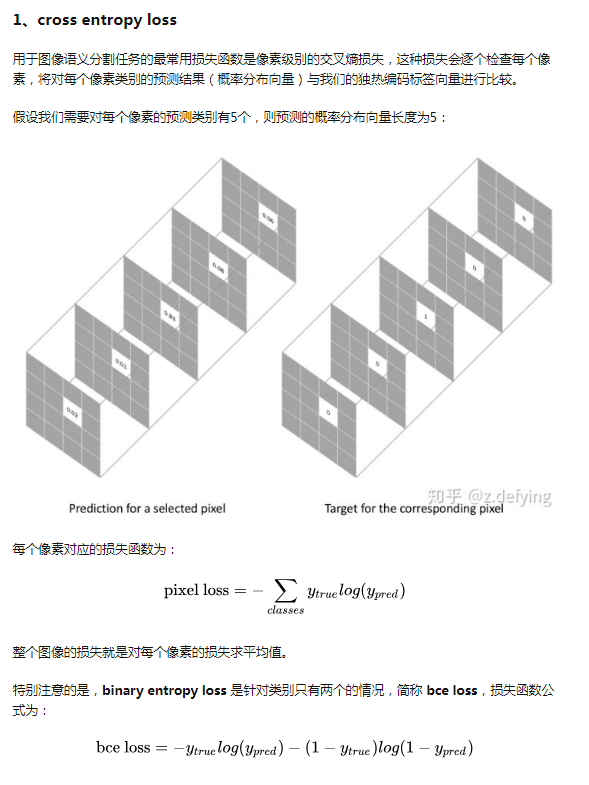 1、cross entropy loss
用于图像语义分割任务的最常用损失函数是像素级别的交叉熵损失，这种损失会逐个检查每个像
素，将对每个像素类别的预测结果（概率分布向量）与我们的独热编码标签向量进行比较。
假设我们需要对每个像素的预测类别有5个，则预测的概率分布向量长度为5：
0.06
0
0.08
0
0.83
1
0.01
0
0.02
0
知乎 @z.defying
Prediction for a selected pixel
Target for the corresponding pixel
每个像素对应的损失函数为：
pixel loss = − ∑ y_{true}log(y_{pred})
classes
整个图像的损失就是对每个像素的损失求平均值。
特别注意的是，binary entropy loss 是针对类别只有两个的情况，简称 bce loss，损失函数公
式为：
bce loss = −y_{true}log(y_{pred}) − (1 − y_{true})log(1 − y_{pred})